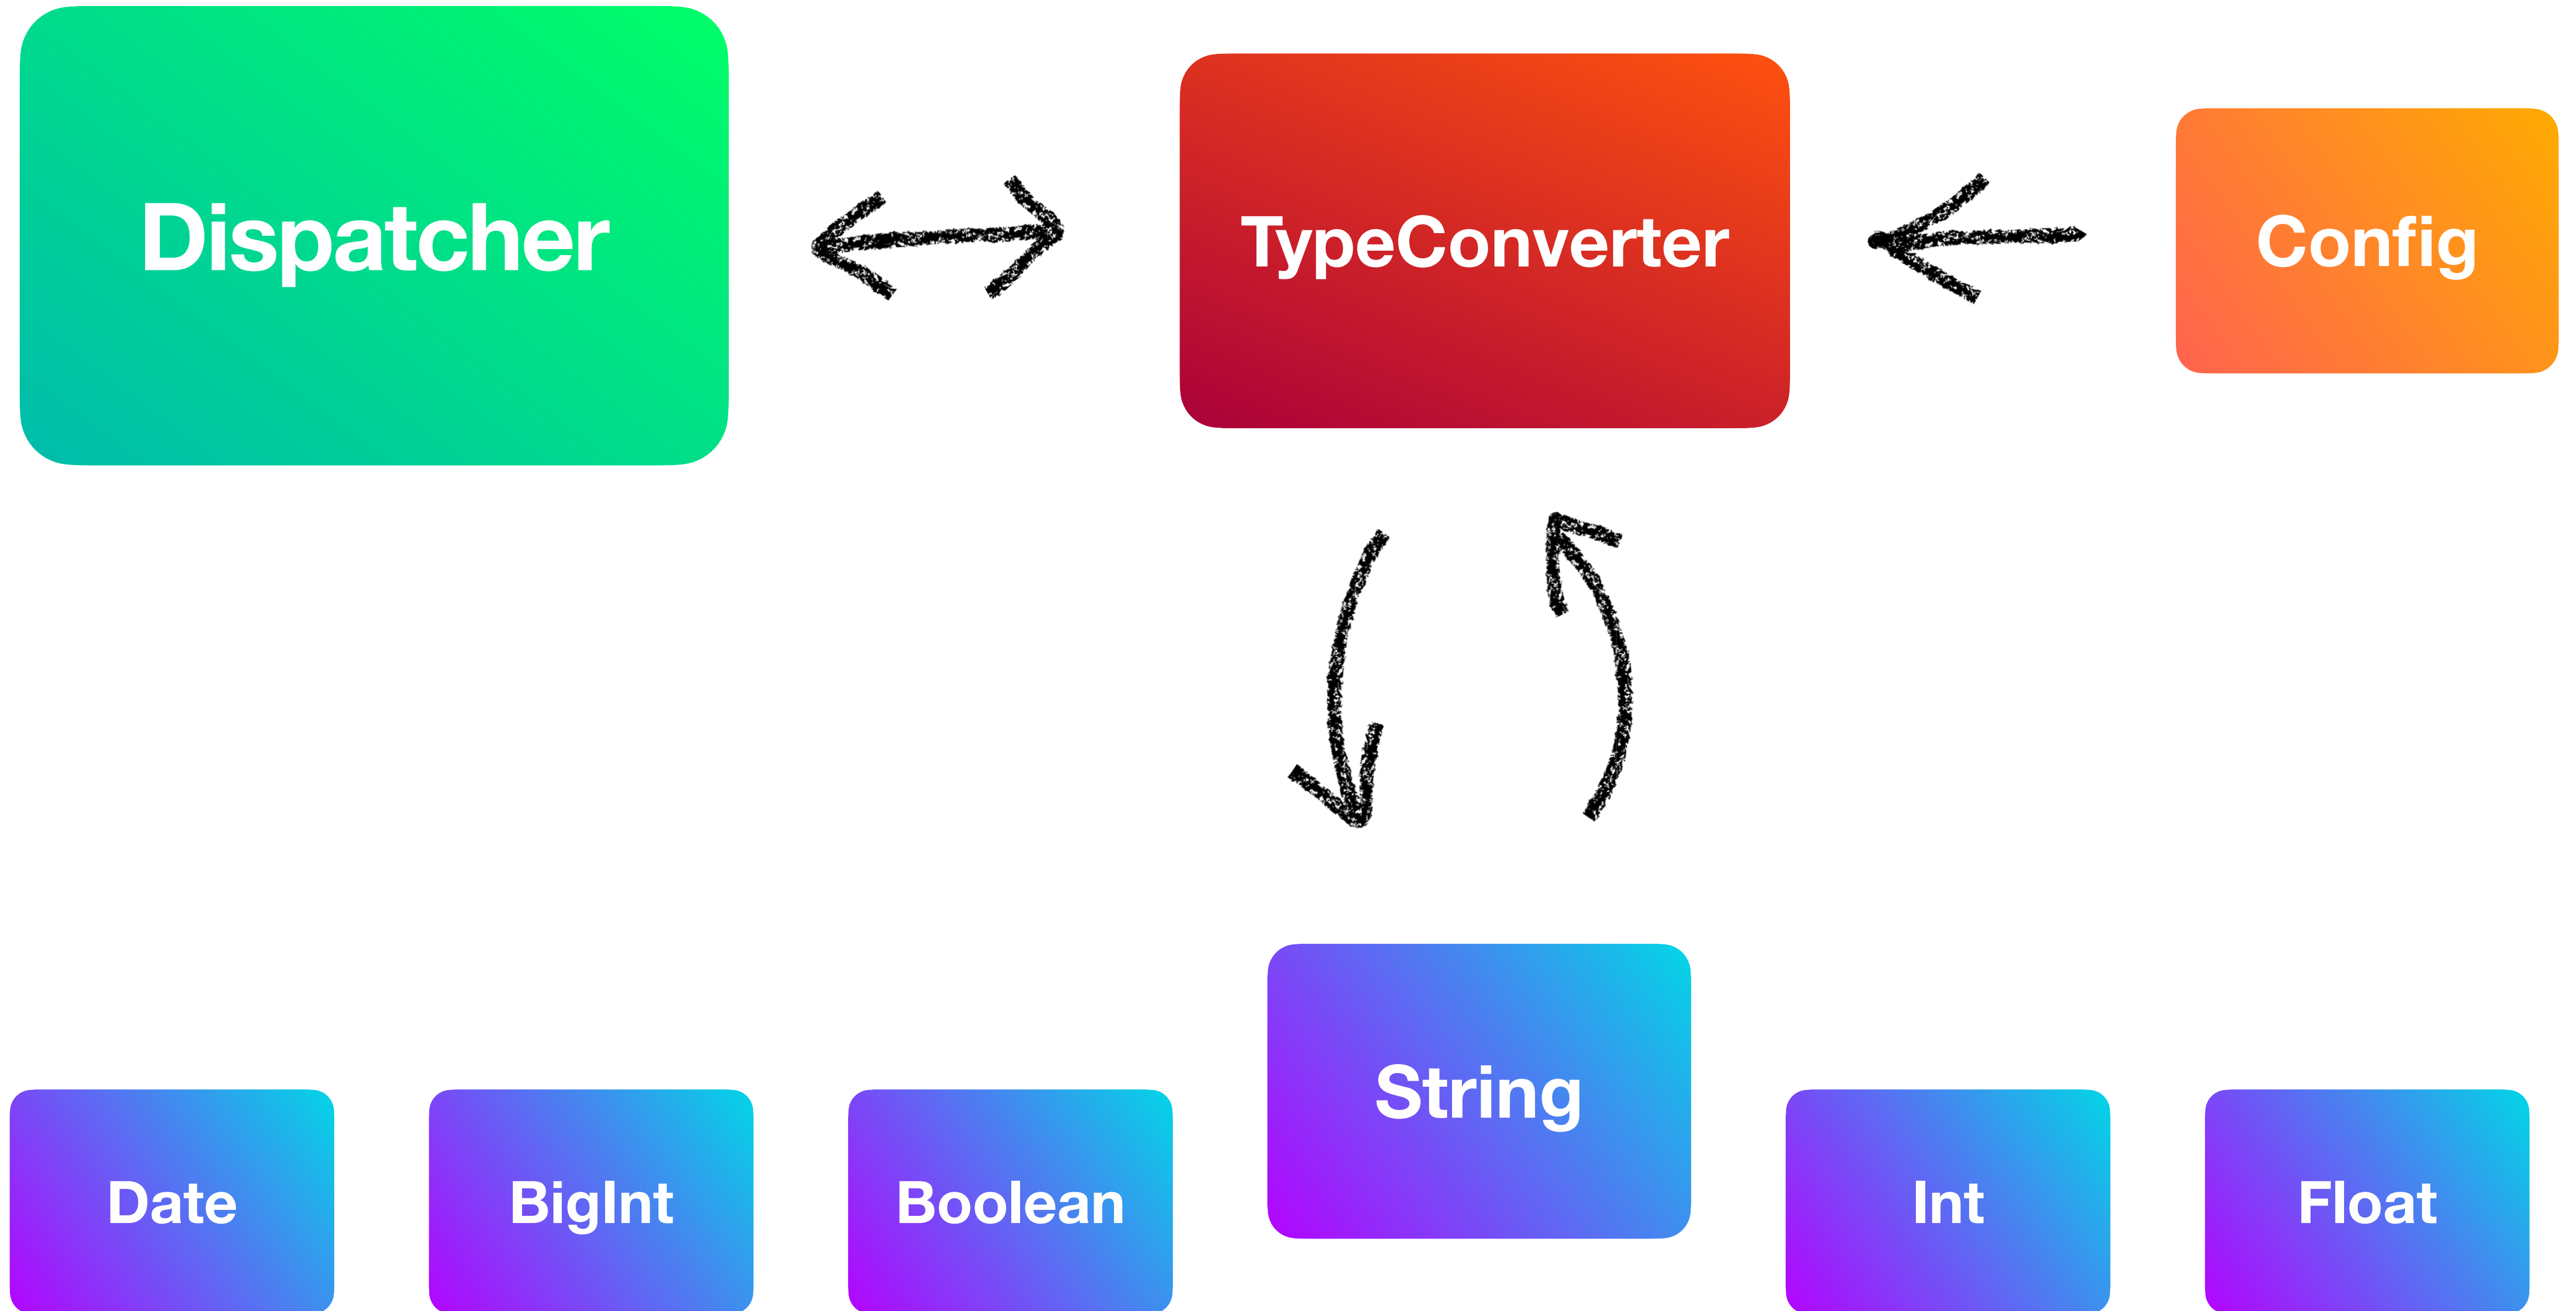 Dispatcher
TypeConverter
Config
String
Date
BigInt
Boolean
Int
Float